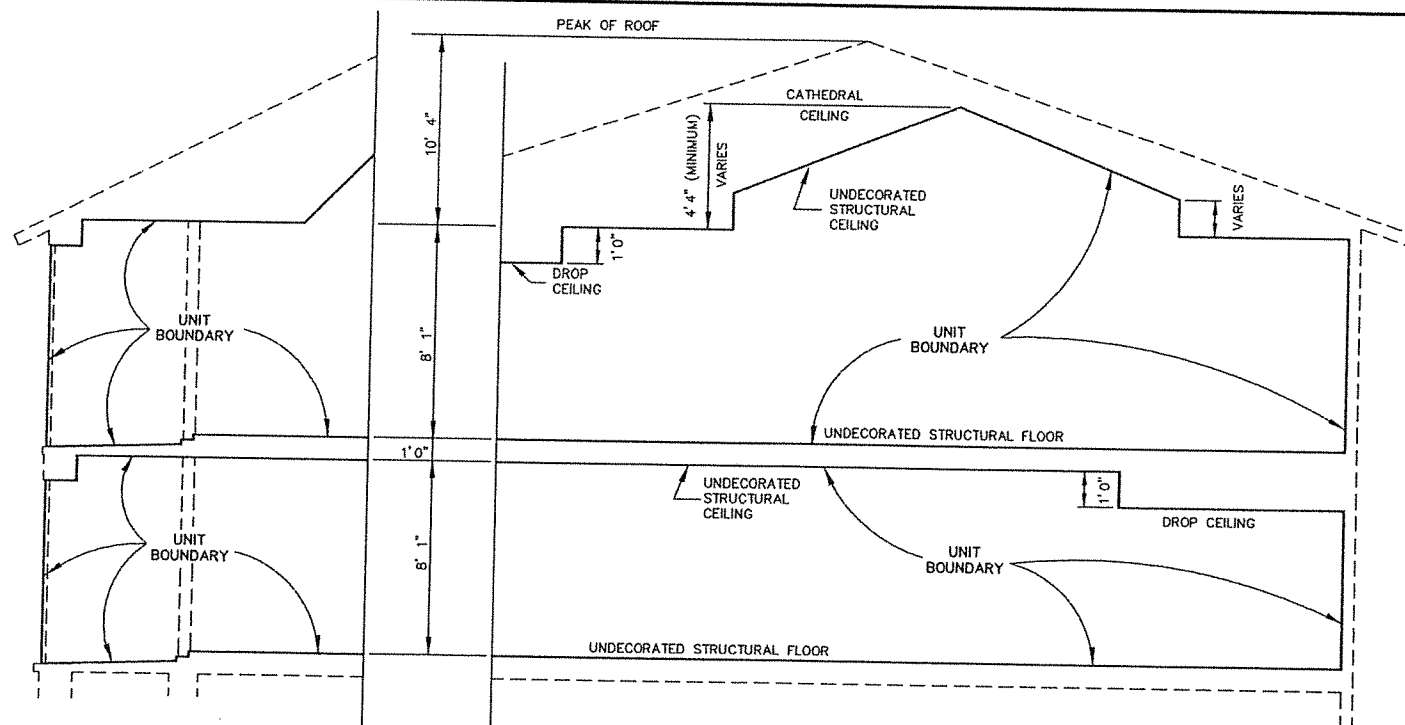 PEAK OF ROOF
10' 4"
CATHEDRAL
CEILING
4'4" (MINIMUM)
VARIES
UNDECORATED
STRUCTURAL
CEILING
VARIES
1'0"
DROP
CEILING
UNIT
BOUNDARY
8' 1"
UNIT
BOUNDARY
UNDECORATED STRUCTURAL FLOOR
1'0"
UNDECORATED
STRUCTURAL
CEILING
1'0"
DROP CEILING
UNIT
BOUNDARY
8' 1"
UNIT
BOUNDARY
UNDECORATED STRUCTURAL FLOOR